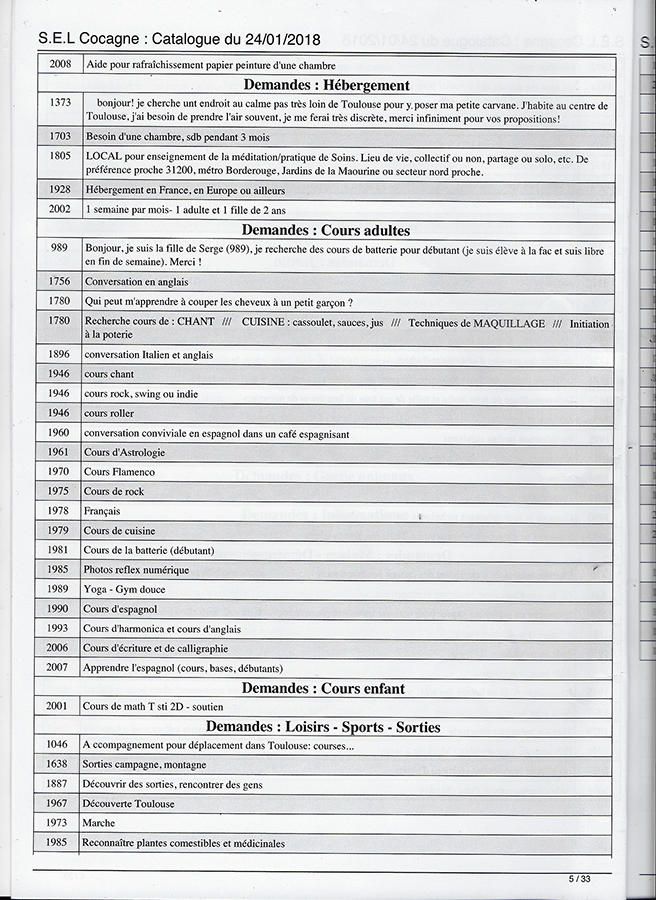 S.E.L Cocagne : Catalogue du 24/01/2018
2008 Aide pour rafraîchissement papier peinture d'une chambre
Demandes : Hébergement
1373 bonjour! je cherche unt endroit au calme pas très loin de Toulouse pour y, poser ma petite carvane. J'habite au centre de
Toulouse, j'ai besoin de prendre l'air souvent, je me ferai très discrète, merci infiniment pour vos propositions!
1703 Besoin d'une chambre, sdb pendant 3 mois
1805 LOCAL pour enseignement de la méditation/pratique de Soins. Lieu de vie, collectif ou non, partage ou solo, etc. De
préférence proche 31200, métro Borderouge, Jardins de la Maourine ou secteur nord proche.
1928 Hébergement en France, en Europe ou ailleurs
2002 1 semaine par mois- 1 adulte et 1 fille de 2 ans
Demandes : Cours adultes
989 Bonjour, je suis la fille de Serge (989), je recherche des cours de batterie pour débutant (je suis élève à la fac et suis libre
en fin de semaine). Merci !
1756 Conversation en anglais
1780 Qui peut m'apprendre à couper les cheveux à un petit garçon ?
1780 Recherche cours de : CHANT /// CUISINE : cassoulet, sauces, jus /// Techniques de MAQUILLAGE /// Initiation
à la poterie
1896 conversation Italien et anglais
1946 cours chant
1946 cours rock, swing ou indie
1946 cours roller
1960 conversation conviviale en espagnol dans un café espagnisant
1961 Cours d'Astrologie
1970 Cours Flamenco
1975 Cours de rock
1978 Français
1979 Cours de cuisine
1981 Cours de la batterie (débutant)
1985 Photos reflex numérique
1989 Yoga - Gym douce
1990 Cours d'espagnol
1993 Cours d'harmonica et cours d'anglais
2006 Cours d'écriture et de calligraphie
2007 Apprendre l'espagnol (cours, bases, débutants)
Demandes : Cours enfant
2001 Cours de math T sti 2D - soutien
Demandes : Loisirs - Sports - Sorties
1046 A ccompagnement pour déplacement dans Toulouse: courses...
1638 Sorties campagne, montagne
1887 Découvrir des sorties, rencontrer des gens
1967 Découverte Toulouse
1973 Marche
1985 Reconnaître plantes comestibles et médicinales
5 / 33
S.